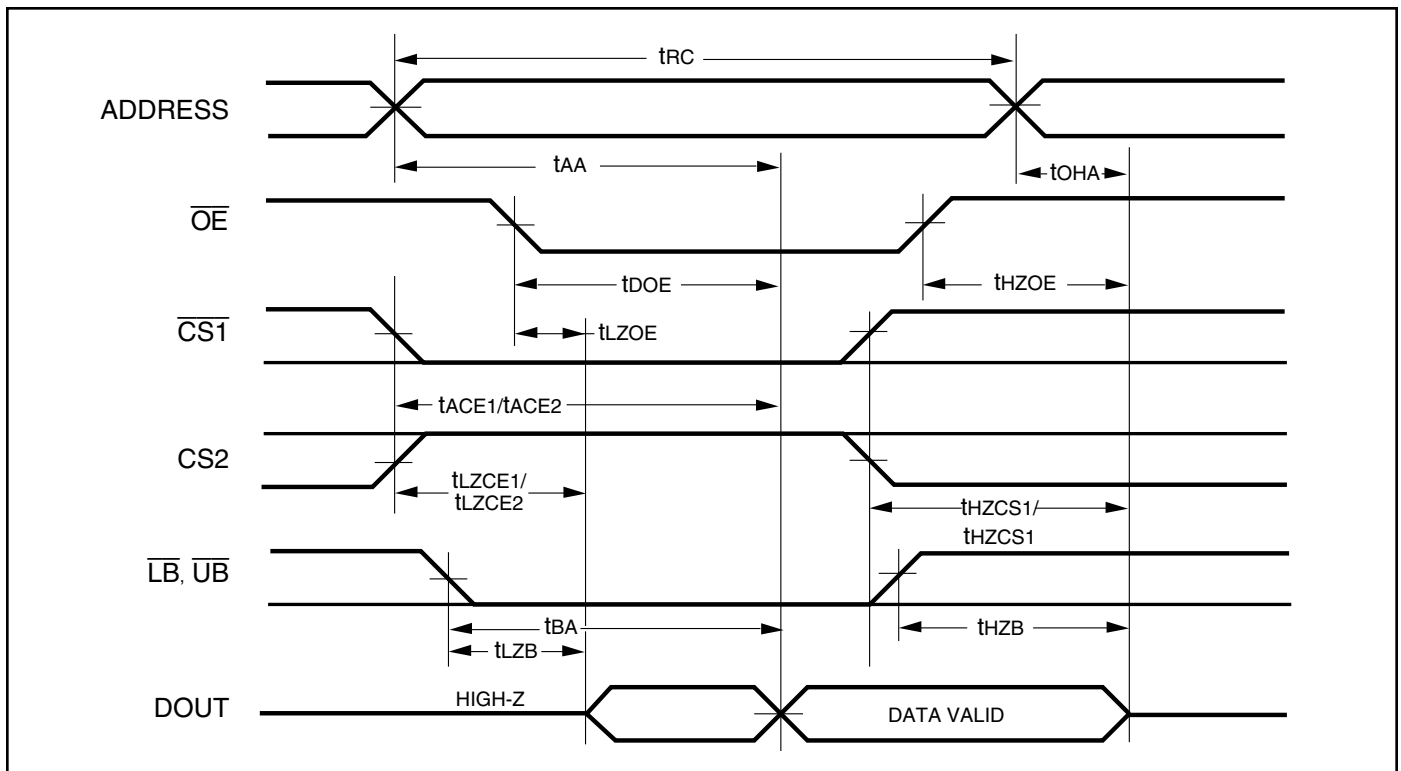 tRC
ADDRESS
tAA
tOHA
OE
tDOE
tHZOE
CS1
tLZOE
tACE1/tACE2
CS2
tLZCE1/
tLZCE2
tHZCS1/
tHZCS1
LB, UB
tBA
tHZB
tLZB
HIGH-Z
DOUT
DATA VALID